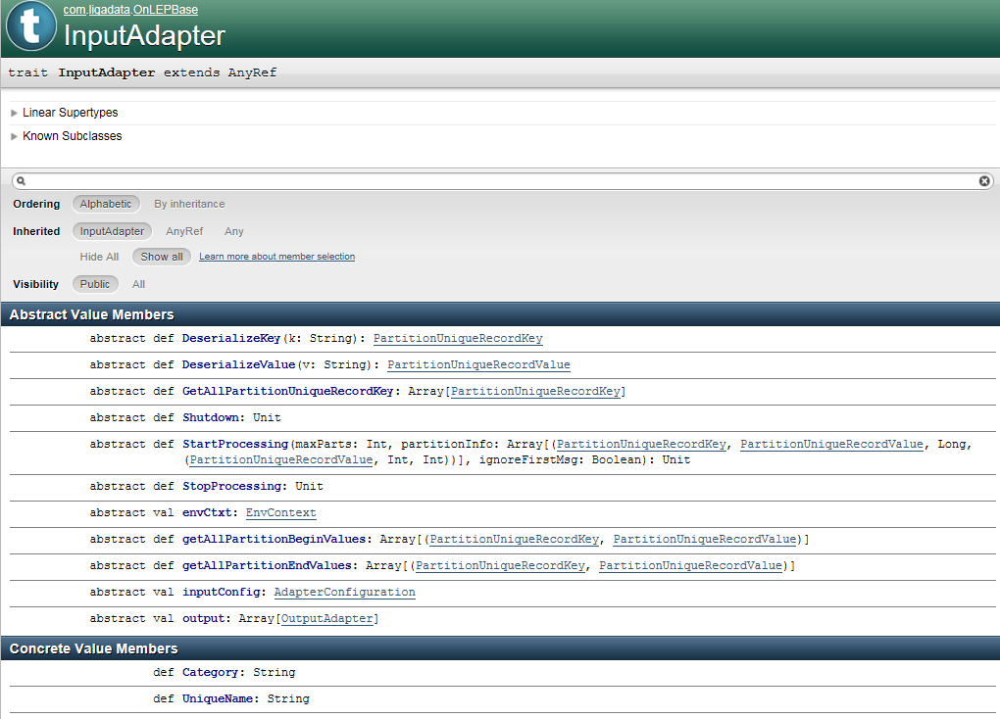 t
com.ligadata.OnLEPBase
InputAdapter
trait InputAdapter extends AnyRef
Linear Supertypes
Known Subclasses
Ordering Alphabetic By inheritance
Inherited InputAdapter AnyRef Any
Hide All Show all Learn more about member selection
Visibility Public All
Abstract Value Members
abstract def DeserializeKey(k: String): PartitionUniqueRecordKey
abstract def DeserializeValue(v: String): PartitionUniqueRecordValue
abstract def GetAllPartitionUniqueRecordKey: Array[PartitionUniqueRecordKey]
abstract def Shutdown: Unit
abstract def StartProcessing(maxParts: Int, partitionInfo: Array[(PartitionUniqueRecordKey, PartitionUniqueRecordValue, Long,
(PartitionUniqueRecordValue, Int, Int))], ignoreFirstMsg: Boolean): Unit
abstract def StopProcessing: Unit
abstract val envCtxt: EnvContext
abstract def getAllPartitionBeginValues: Array[(PartitionUniqueRecordKey, PartitionUniqueRecordValue)]
abstract def getAllPartitionEndValues: Array[(PartitionUniqueRecordKey, PartitionUniqueRecordValue)]
abstract val inputConfig: AdapterConfiguration
abstract val output: Array[OutputAdapter]
Concrete Value Members
def Category: String
def UniqueName: String